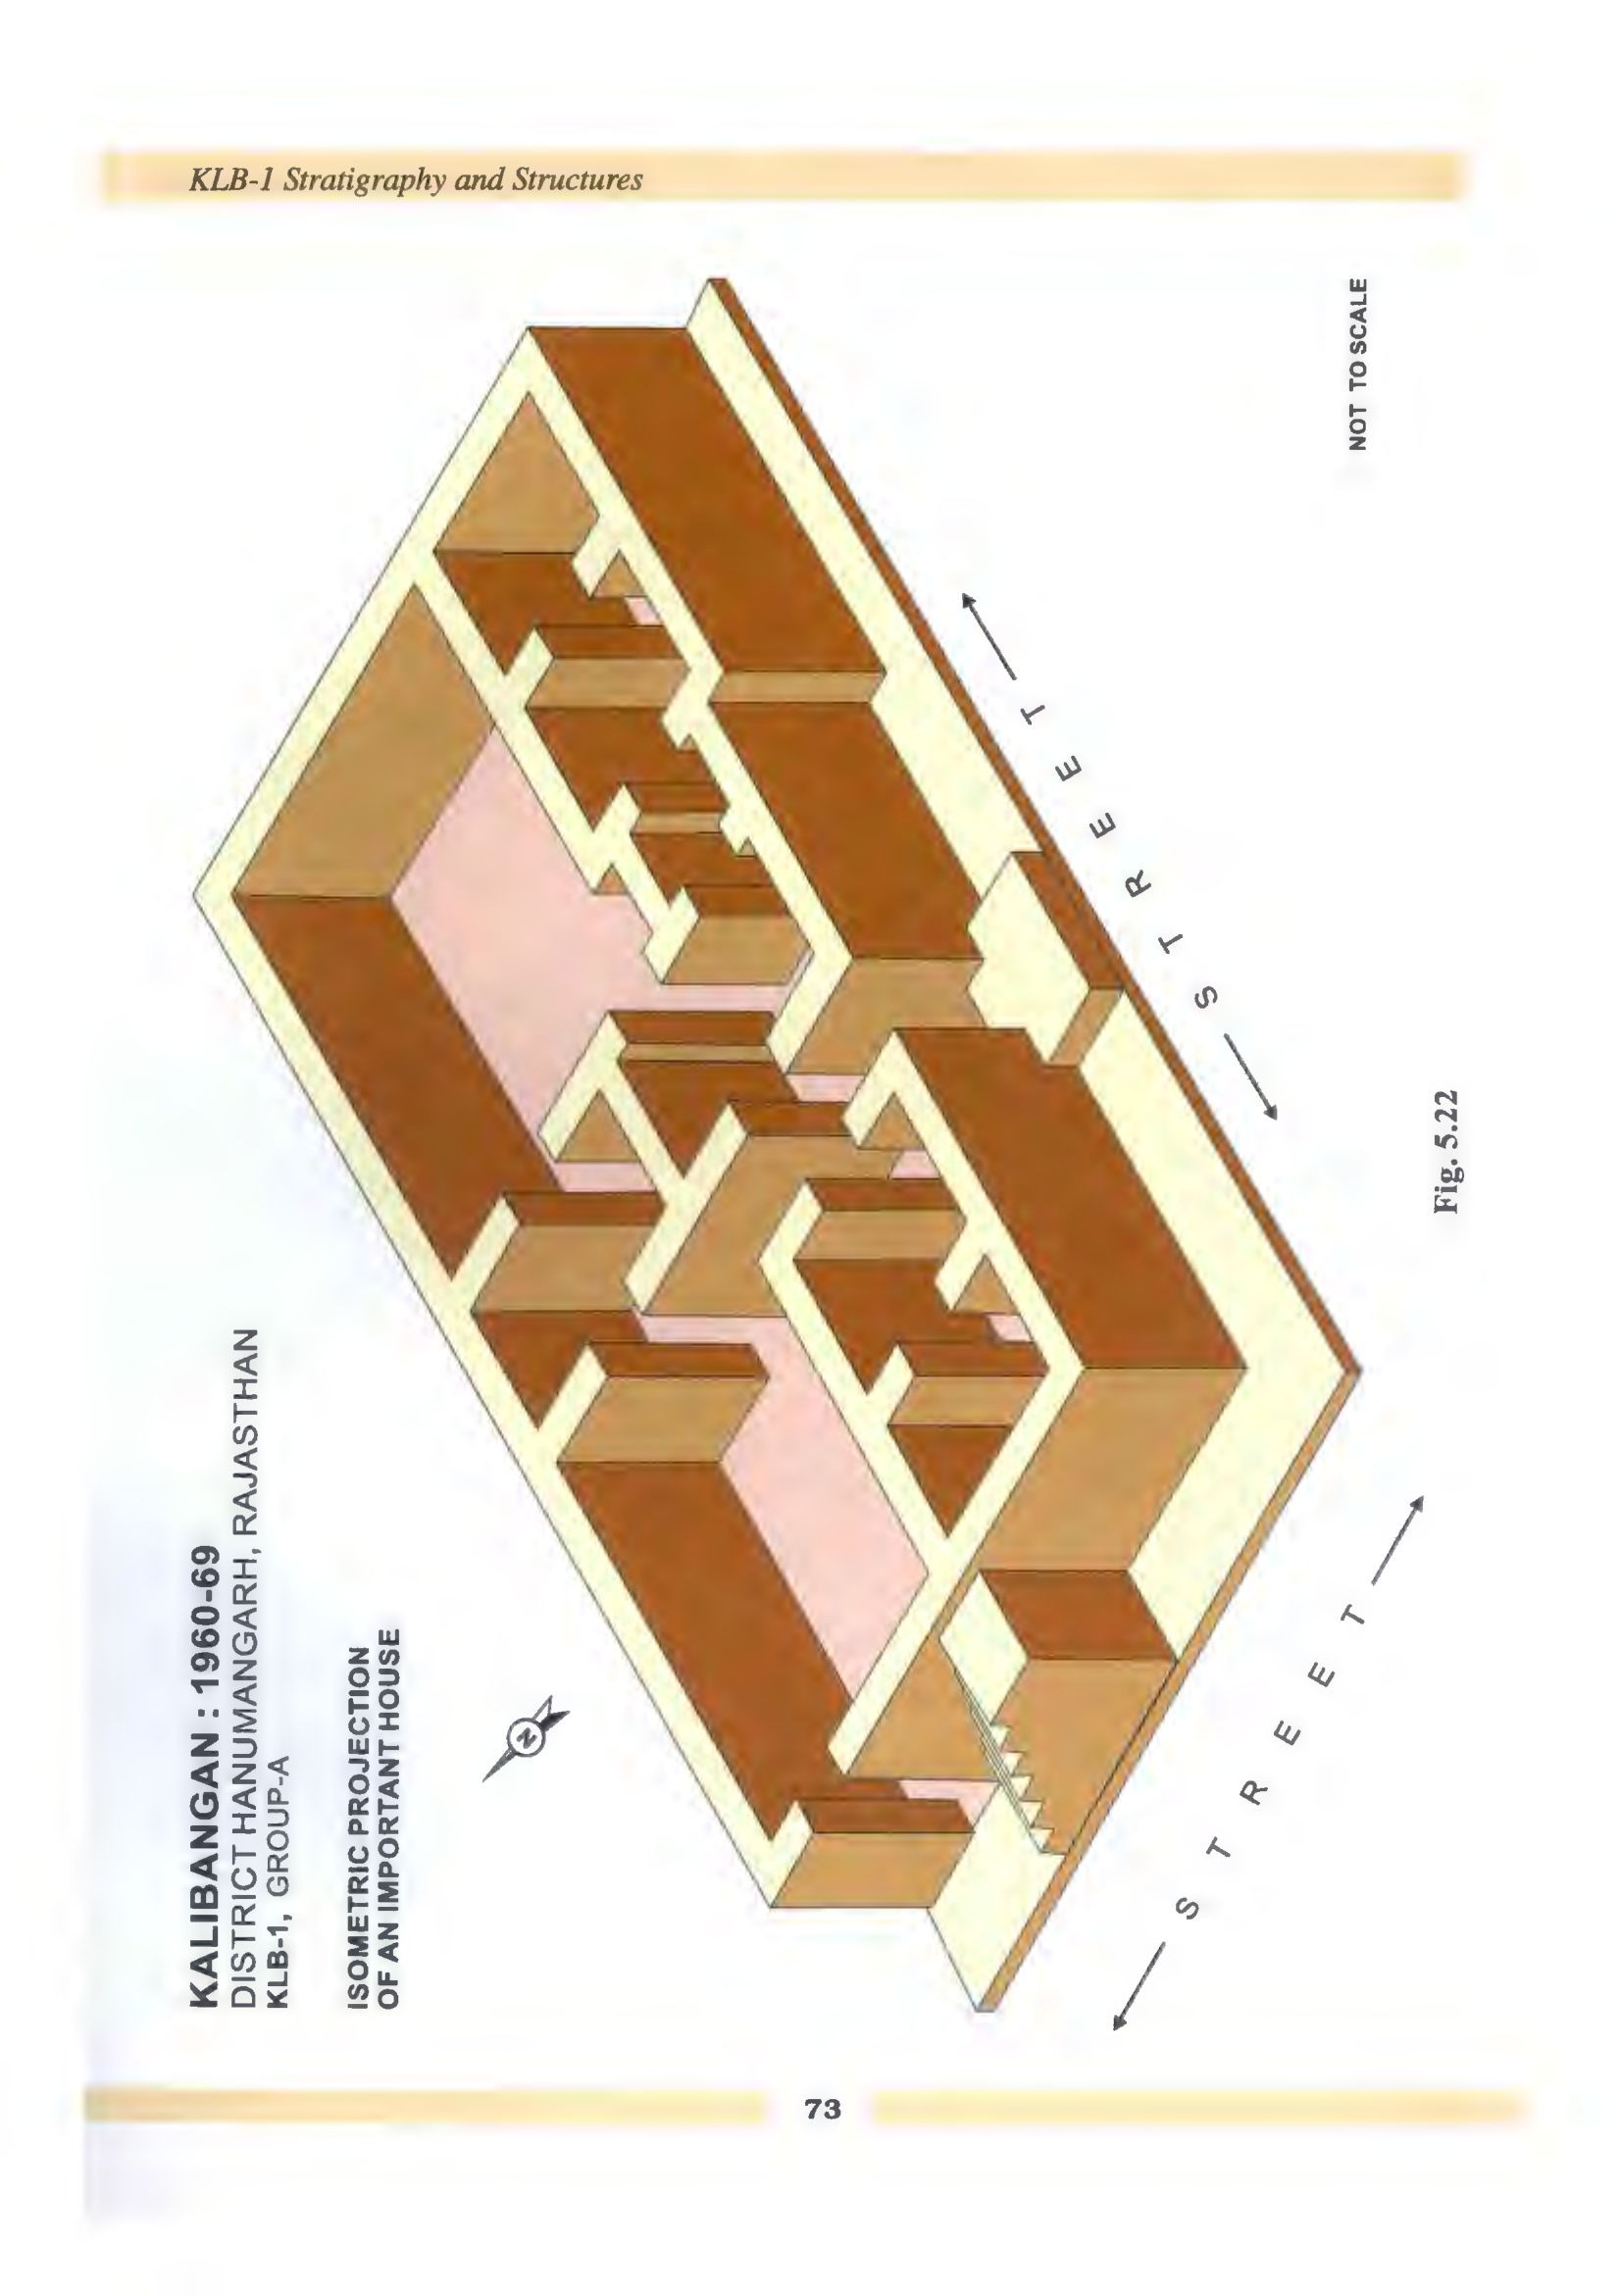 KLB-1 Stratigraphy and Structures
KALIBANGAN : 1960-69
DISTRICT HANUMANGARH, RAJASTHAN
KLB-1, GROUP-A
ISOMETRIC PROJECTION
OF AN IMPORTANT HOUSE
N
STREET
STREET
NOT TO SCALE
Fig. 5.22
73